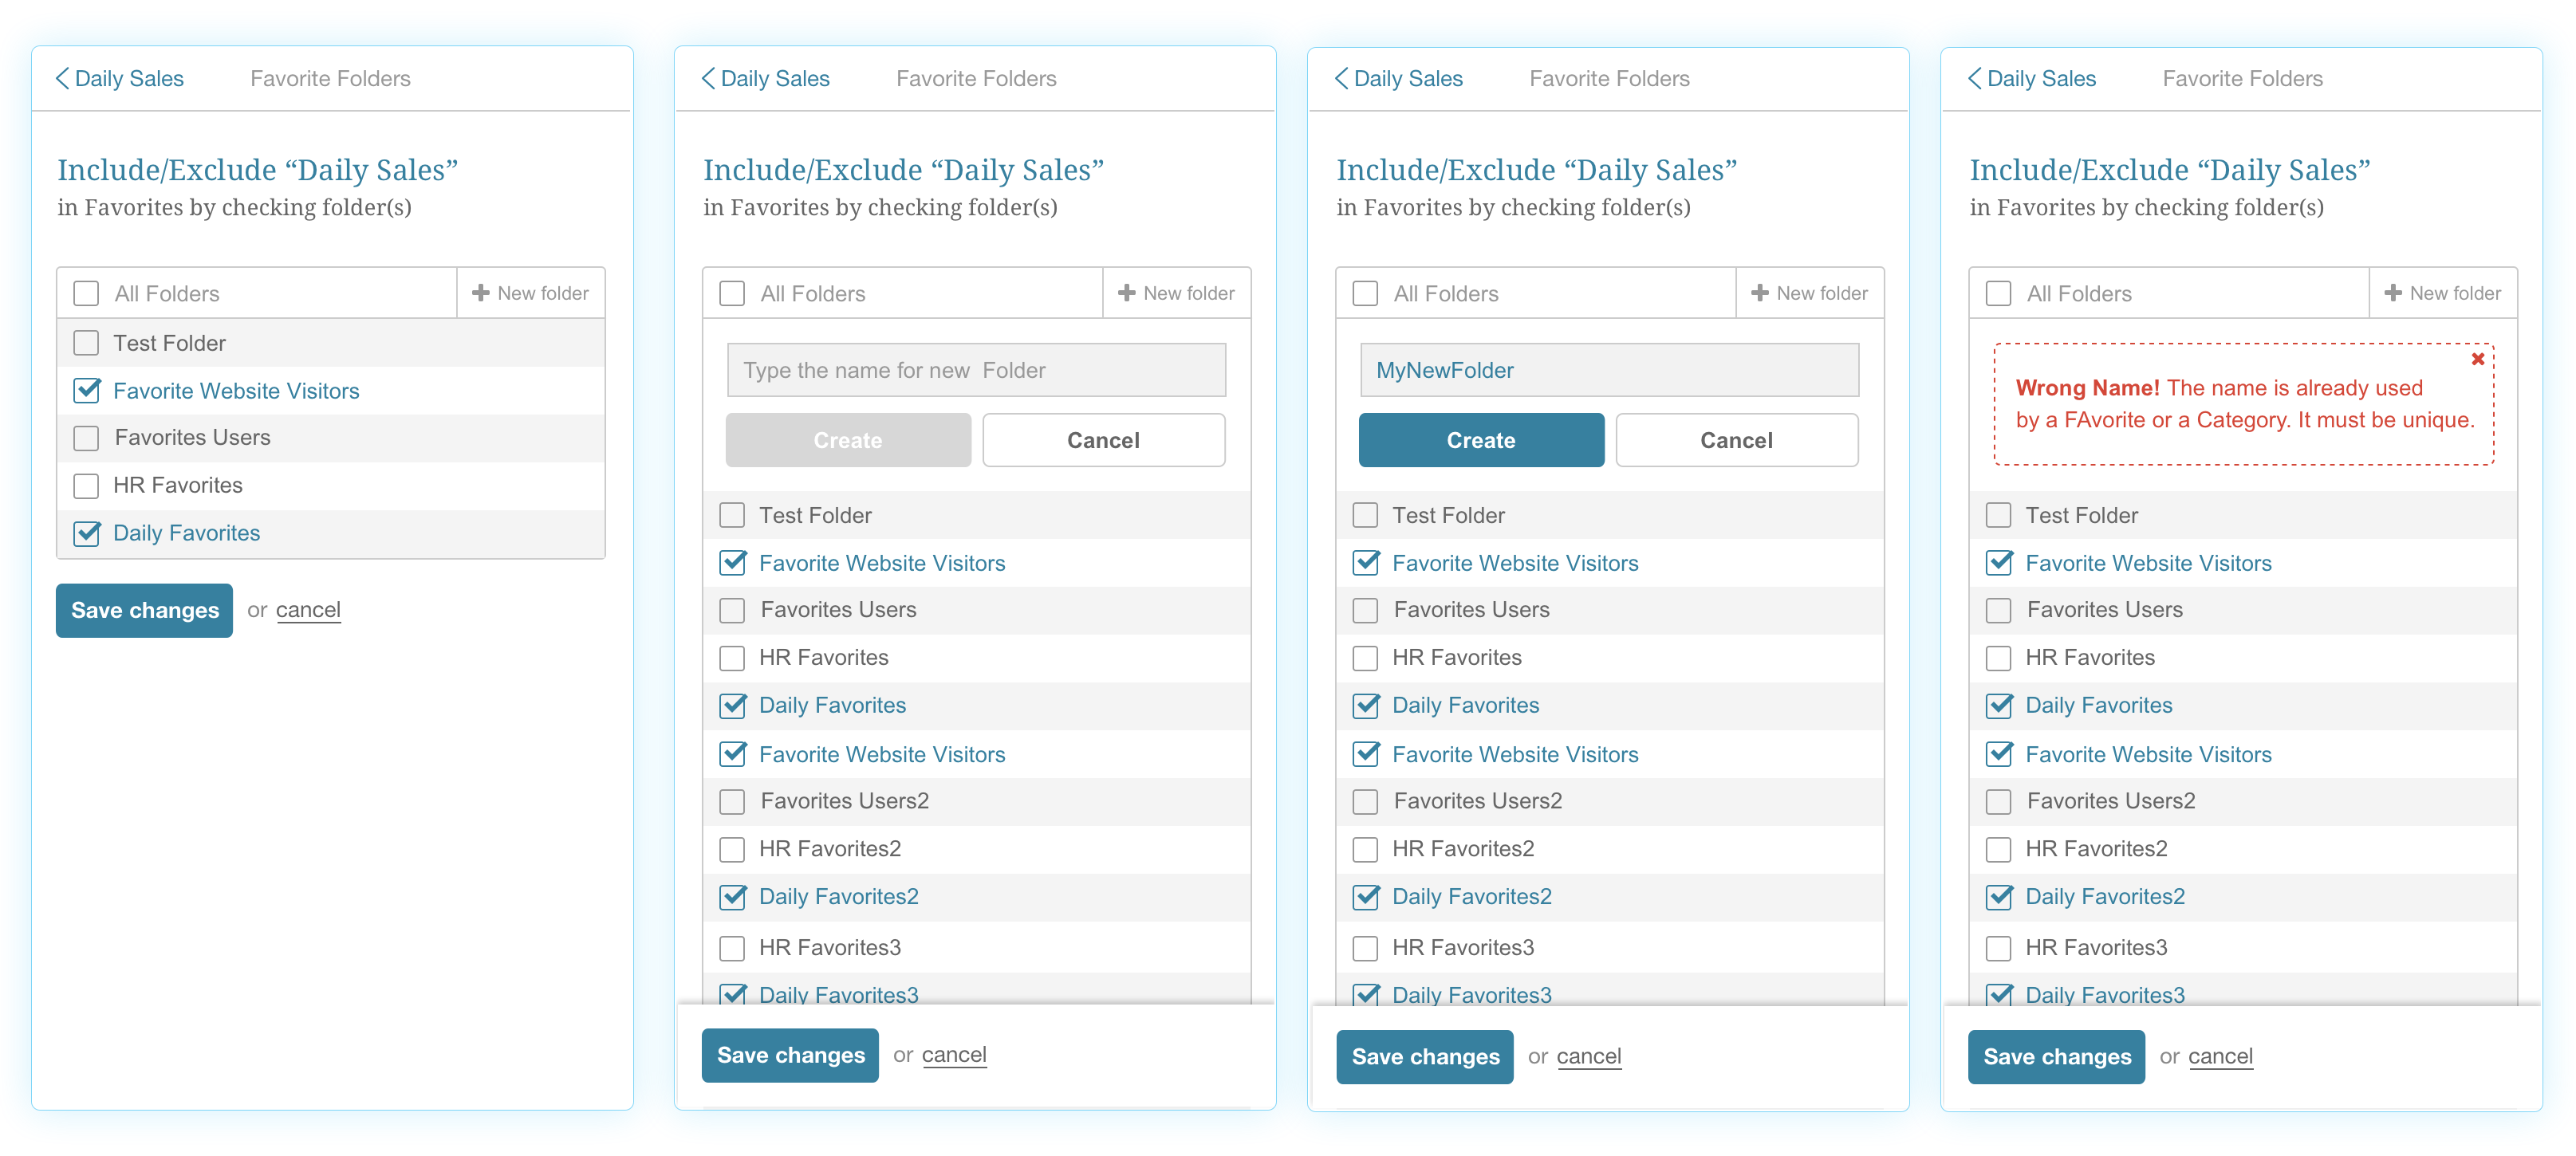 Daily Sales
Favorite Folders
Include/Exclude “Daily Sales”
in Favorites by checking folder(s)
All Folders
New folder
Test Folder
Favorite Website Visitors
Favorites Users
HR Favorites
Daily Favorites
Save changes or cancel
Daily Sales
Favorite Folders
Include/Exclude “Daily Sales”
in Favorites by checking folder(s)
All Folders
New folder
Type the name for new  Folder
Create
Cancel
Test Folder
Favorite Website Visitors
Favorites Users
HR Favorites
Daily Favorites
Favorite Website Visitors
Favorites Users2
HR Favorites2
Daily Favorites2
HR Favorites3
Daily Favorites3
Save changes or cancel
Daily Sales
Favorite Folders
Include/Exclude “Daily Sales”
in Favorites by checking folder(s)
All Folders
New folder
MyNewFolder
Create
Cancel
Test Folder
Favorite Website Visitors
Favorites Users
HR Favorites
Daily Favorites
Favorite Website Visitors
Favorites Users2
HR Favorites2
Daily Favorites2
HR Favorites3
Daily Favorites3
Save changes or cancel
Daily Sales
Favorite Folders
Include/Exclude “Daily Sales”
in Favorites by checking folder(s)
All Folders
New folder
Wrong Name! The name is already used
by a FAvorite or a Category. It must be unique.
Test Folder
Favorite Website Visitors
Favorites Users
HR Favorites
Daily Favorites
Favorite Website Visitors
Favorites Users2
HR Favorites2
Daily Favorites2
HR Favorites3
Daily Favorites3
Save changes or cancel